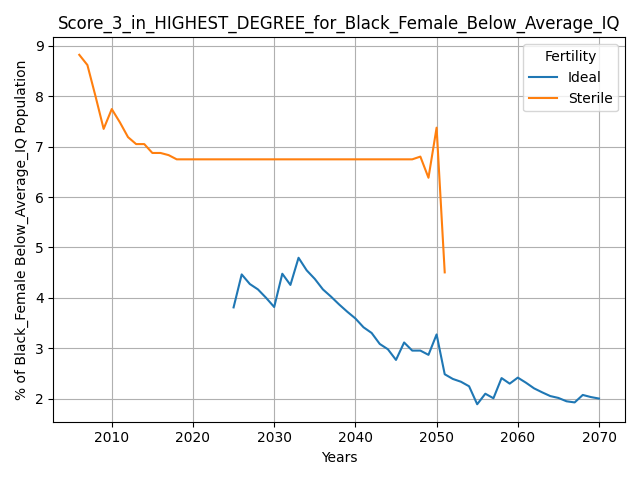 Score_3_in_HIGHEST_DEGREE_for_Black_Female_Below_Average_IQ
% of Black_Female Below_Average_IQ Population
9
8
7
6
5
4
3
2
Fertility
Ideal
Sterile
2010 2020 2030 2040 2050 2060 2070
Years